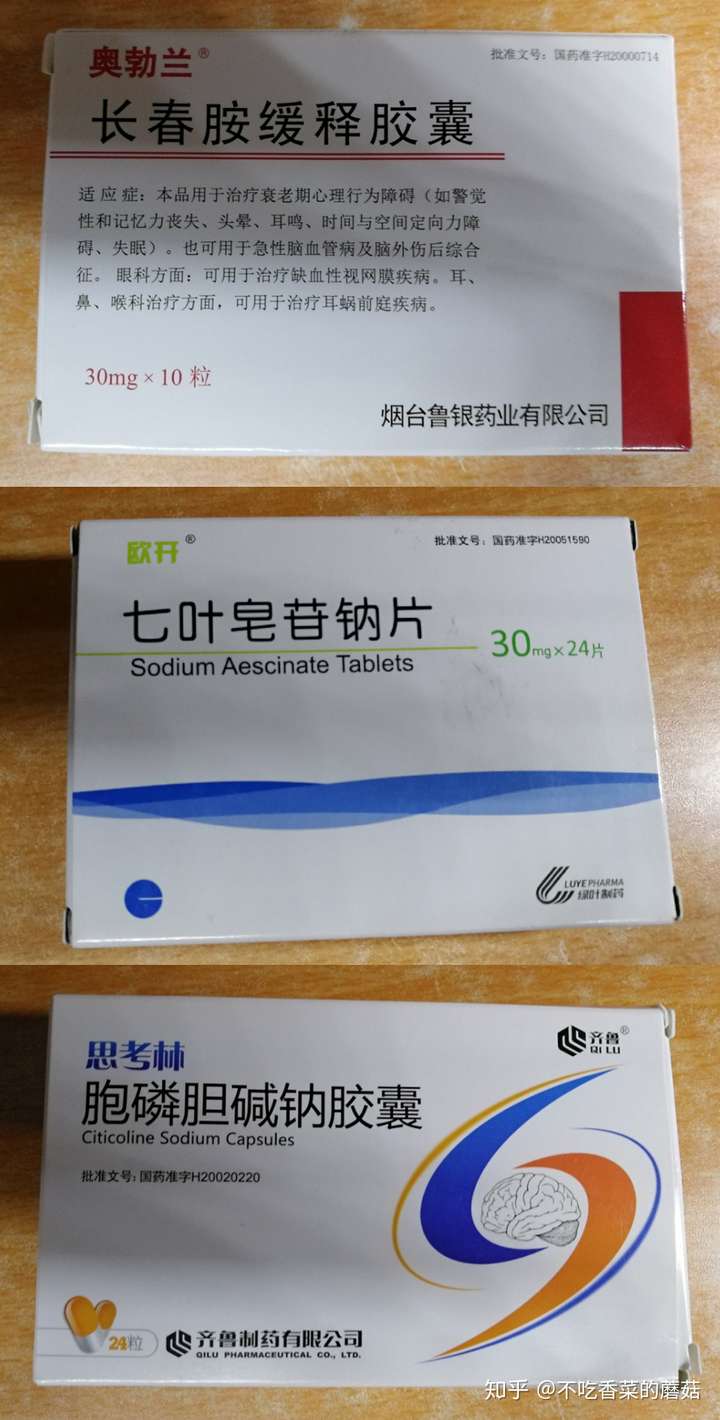 奥勃兰®
批准文号：国药准字H20000714
长春胺缓释胶囊
适应症：本品用于治疗衰老期心理行为障碍（如警觉
性和记忆力丧失、头晕、耳鸣、时间与空间定向力障
碍、失眠）。也可用于急性脑血管病及脑外伤后综合
征。 眼科方面：可用于治疗缺血性视网膜疾病。耳、
鼻、喉科治疗方面，可用于治疗耳蜗前庭疾病。
30mg×10 粒
烟台鲁银药业有限公司
欧开®
批准文号：国药准字H20051590
七叶皂苷钠片
Sodium Aescinate Tablets
30mg×24片
LUYE PHARMA
绿叶制药
思考林
齐鲁®
QI LU
胞磷胆碱钠胶囊
Citicoline Sodium Capsules
批准文号：国药准字H20020220
24粒
齐鲁制药有限公司
QILU PHARMACEUTICAL CO., LTD.
知乎 @不吃香菜的蘑菇